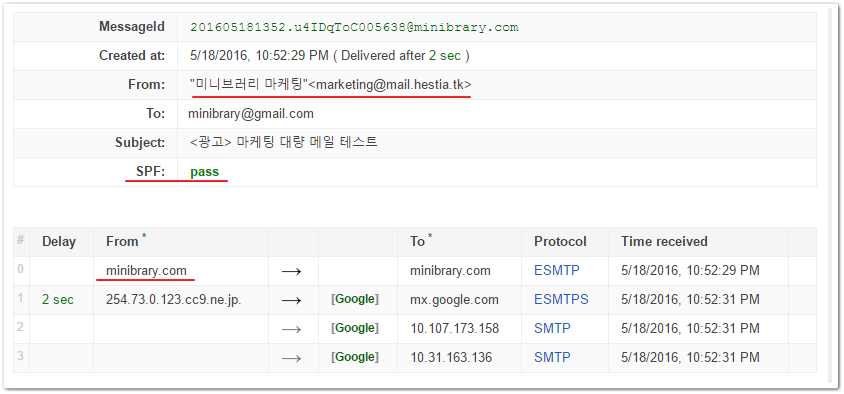 MessageId 201605181352.u4IDqToC005638@minibrary.com
Created at: 5/18/2016, 10:52:29 PM ( Delivered after 2 sec )
From: "미니브러리 마케팅"<marketing@mail.hestia.tk>
To: minibrary@gmail.com
Subject: <광고> 마케팅 대량 메일 테스트
SPF: pass
# Delay From * To * Protocol Time received
0 minibrary.com → minibrary.com ESMTP 5/18/2016, 10:52:29 PM
1 2 sec 254.73.0.123.cc9.ne.jp. → [Google] mx.google.com ESMTPS 5/18/2016, 10:52:31 PM
2 → [Google] 10.107.173.158 SMTP 5/18/2016, 10:52:31 PM
3 → [Google] 10.31.163.136 SMTP 5/18/2016, 10:52:31 PM